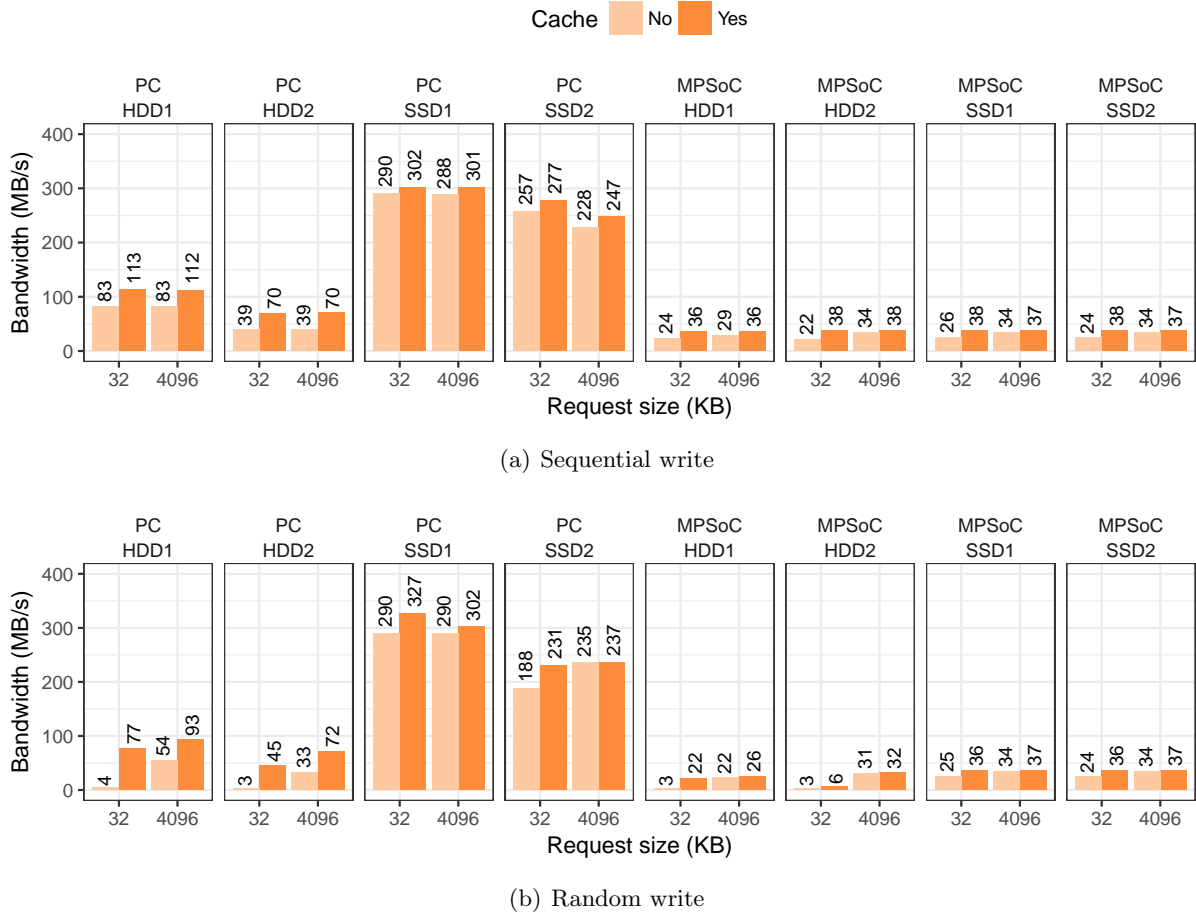 Cache No Yes
PC PC PC PC MPSoC MPSoC MPSoC MPSoC
HDD1 HDD2 SSD1 SSD2 HDD1 HDD2 SSD1 SSD2
Bandwidth (MB/s)
400
300
200
100
0
83 113 83 112
39 70 39 70
290 302 288 301
257 277 228 247
24 36 29 36
22 38 34 38
26 38 34 37
24 38 34 37
32 4096 32 4096 32 4096 32 4096 32 4096 32 4096 32 4096 32 4096
Request size (KB)
(a) Sequential write
PC PC PC PC MPSoC MPSoC MPSoC MPSoC
HDD1 HDD2 SSD1 SSD2 HDD1 HDD2 SSD1 SSD2
Bandwidth (MB/s)
400
300
200
100
0
4 77 54 93
3 45 33 72
290 327 290 302
188 231 235 237
3 22 22 26
3 6 31 32
25 36 34 37
24 36 34 37
32 4096 32 4096 32 4096 32 4096 32 4096 32 4096 32 4096 32 4096
Request size (KB)
(b) Random write